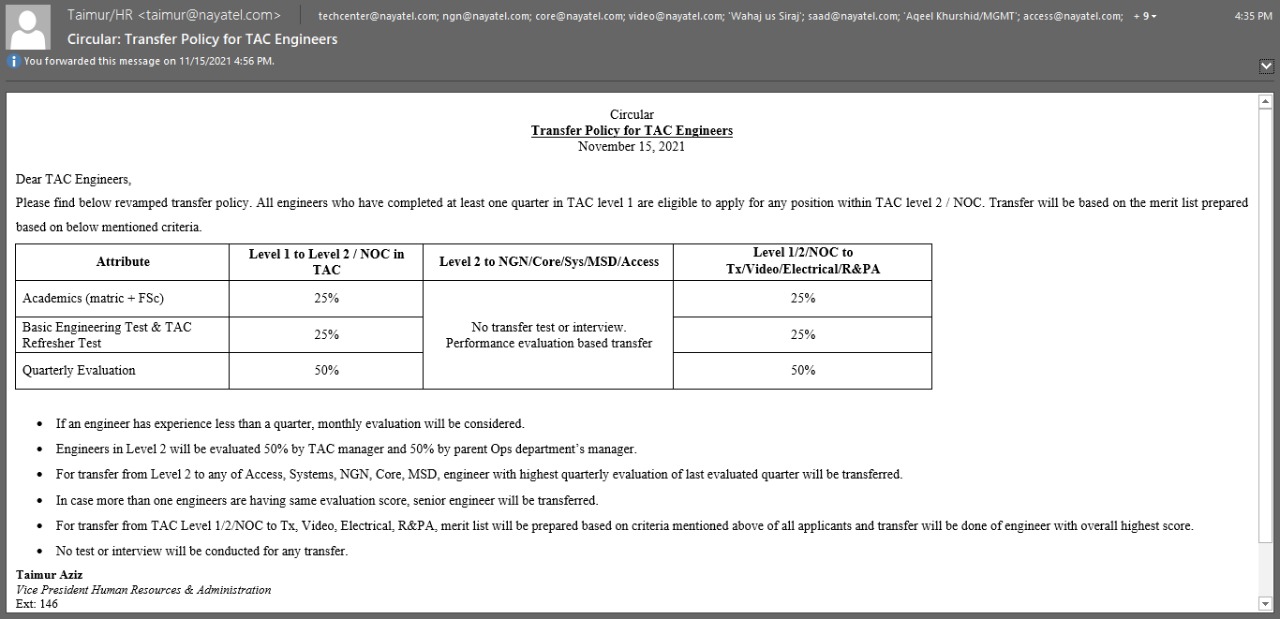 Taimur/HR <taimur@nayatel.com>
techcenter@nayatel.com; ngn@nayatel.com; core@nayatel.com; video@nayatel.com; 'Wahaj us Siraj'; saad@nayatel.com; 'Aqeel Khurshid/MGMT'; access@nayatel.com; + 9
4:35 PM
Circular: Transfer Policy for TAC Engineers
You forwarded this message on 11/15/2021 4:56 PM.
Circular
Transfer Policy for TAC Engineers
November 15, 2021
Dear TAC Engineers,
Please find below revamped transfer policy. All engineers who have completed at least one quarter in TAC level 1 are eligible to apply for any position within TAC level 2 / NOC. Transfer will be based on the merit list prepared
based on below mentioned criteria.
Attribute
Level 1 to Level 2 / NOC in
TAC
Level 2 to NGN/Core/Sys/MSD/Access
Level 1/2/NOC to
Tx/Video/Electrical/R&PA
Academics (matric + FSc)
25%
25%
Basic Engineering Test & TAC
Refresher Test
25%
No transfer test or interview.
Performance evaluation based transfer
25%
Quarterly Evaluation
50%
50%
• If an engineer has experience less than a quarter, monthly evaluation will be considered.
• Engineers in Level 2 will be evaluated 50% by TAC manager and 50% by parent Ops department's manager.
• For transfer from Level 2 to any of Access, Systems, NGN, Core, MSD, engineer with highest quarterly evaluation of last evaluated quarter will be transferred.
• In case more than one engineers are having same evaluation score, senior engineer will be transferred.
• For transfer from TAC Level 1/2/NOC to Tx, Video, Electrical, R&PA, merit list will be prepared based on criteria mentioned above of all applicants and transfer will be done of engineer with overall highest score.
• No test or interview will be conducted for any transfer.
Taimur Aziz
Vice President Human Resources & Administration
Ext: 146